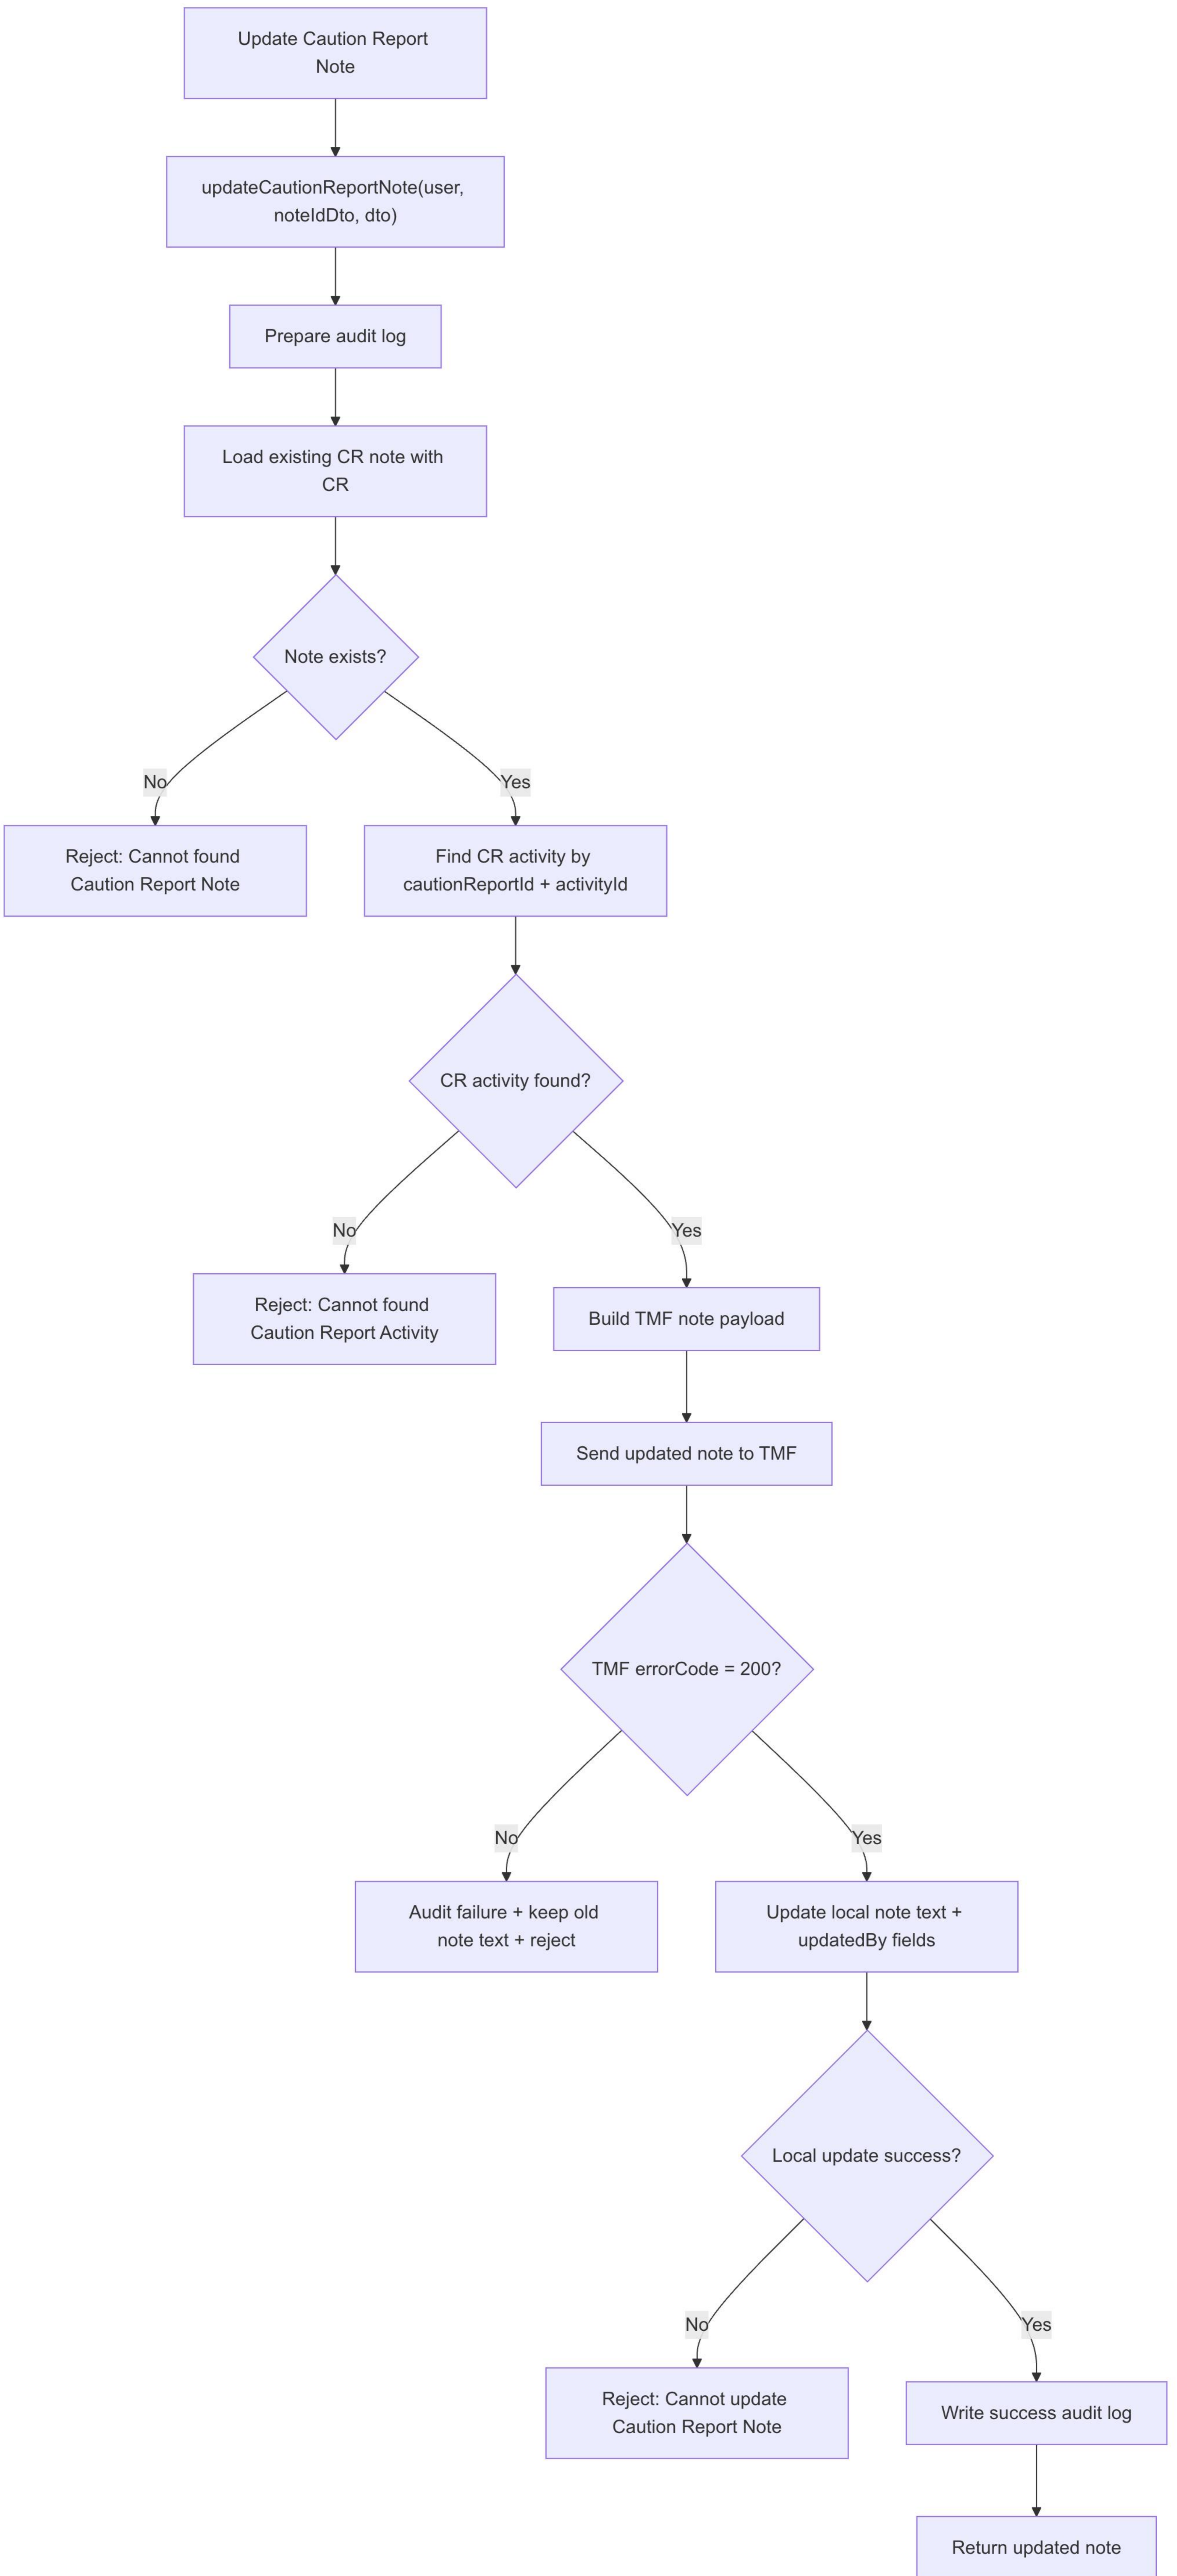 Update Caution Report
Note
updateCautionReportNote(user,
noteIdDto, dto)
Prepare audit log
Load existing CR note with
CR
Note exists?
No
Yes
Reject: Cannot found
Caution Report Note
Find CR activity by
cautionReportId + activityId
CR activity found?
No
Yes
Reject: Cannot found
Caution Report Activity
Build TMF note payload
Send updated note to TMF
TMF errorCode = 200?
No
Yes
Audit failure + keep old
note text + reject
Update local note text +
updatedBy fields
Local update success?
No
Yes
Reject: Cannot update
Caution Report Note
Write success audit log
Return updated note